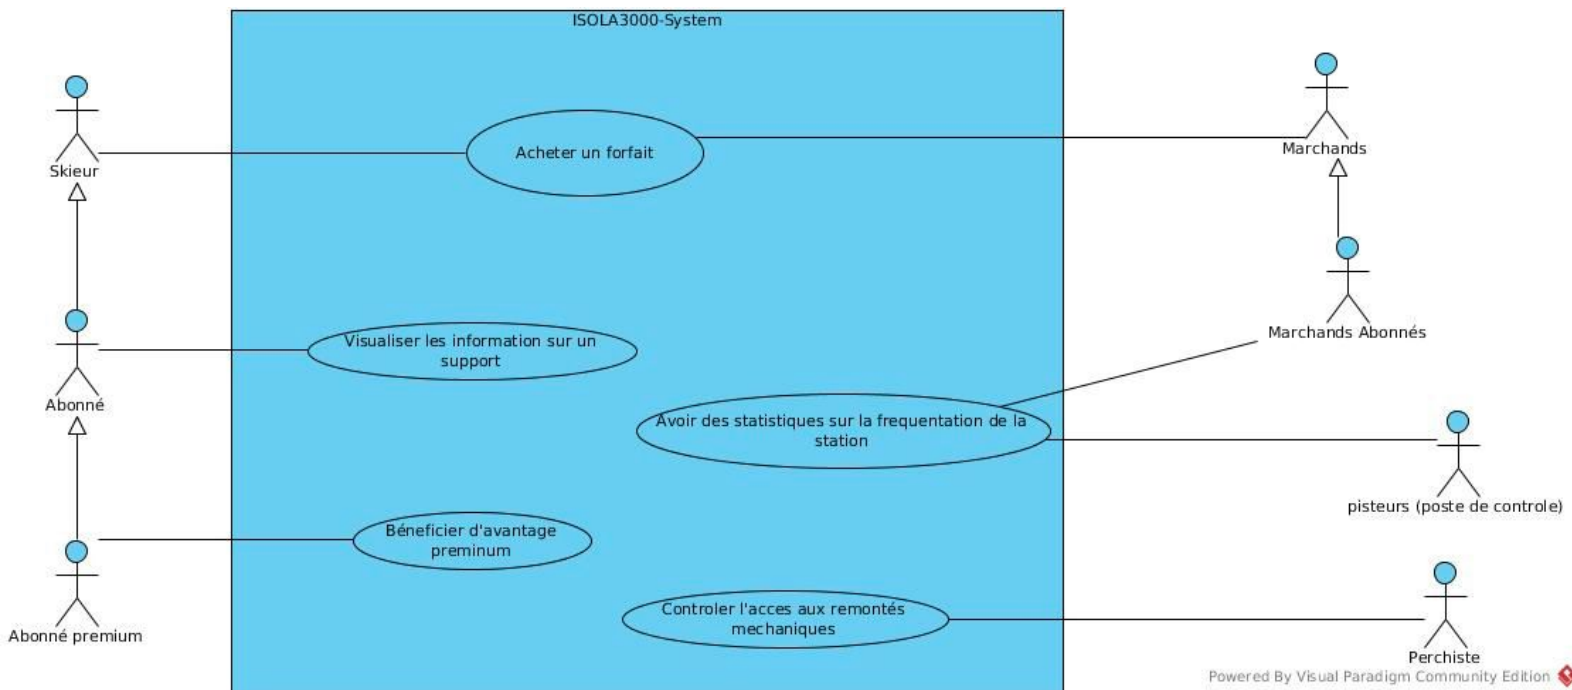 ISOLA3000-System
Skieur
Acheter un forfait
Marchands
Marchands Abonnés
Visualiser les information sur un
support
Abonné
Avoir des statistiques sur la frequentation de la
station
pisteurs (poste de controle)
Béneficier d'avantage
preminum
Abonné premium
Controler l'acces aux remontés
mechaniques
Perchiste
Powered By Visual Paradigm Community Edition